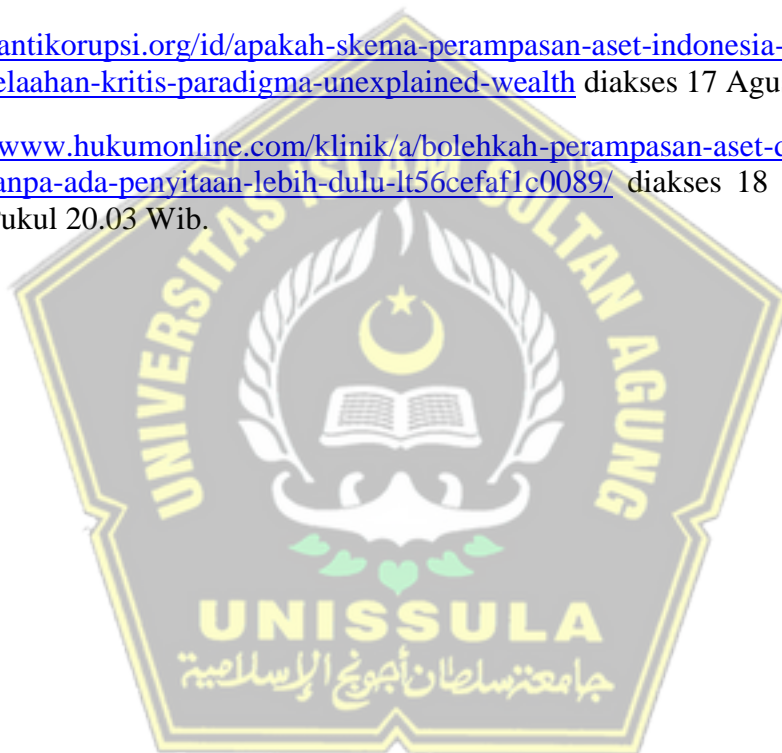 antikorupsi.org/id/apakah-skema-perampasan-aset-indonesia-
elaahan-kritis-paradigma-unexplained-wealth diakses 17 Agu
www.hukumonline.com/klinik/a/bolehkah-perampasan-aset-d
anpa-ada-penyitaan-lebih-dulu-lt56cefaf1c0089/ diakses 18
ukul 20.03 Wib.
UNIVERSITAS ISLAM SULTAN AGUNG
UNISSULA
جامعتنسلطان أجونج الإسلامية